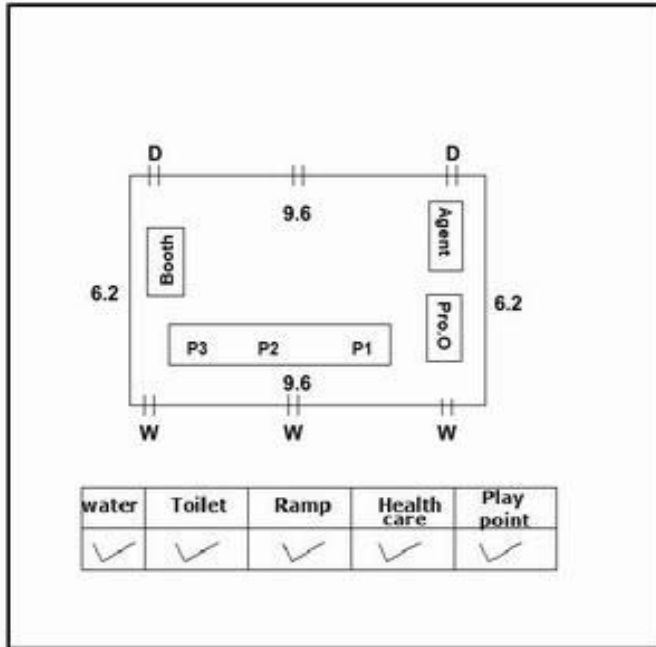 D D
9.6
Agent
Booth
6.2 6.2
Pro.O
P3 P2 P1
9.6
W W W
water Toilet Ramp Health care Play point